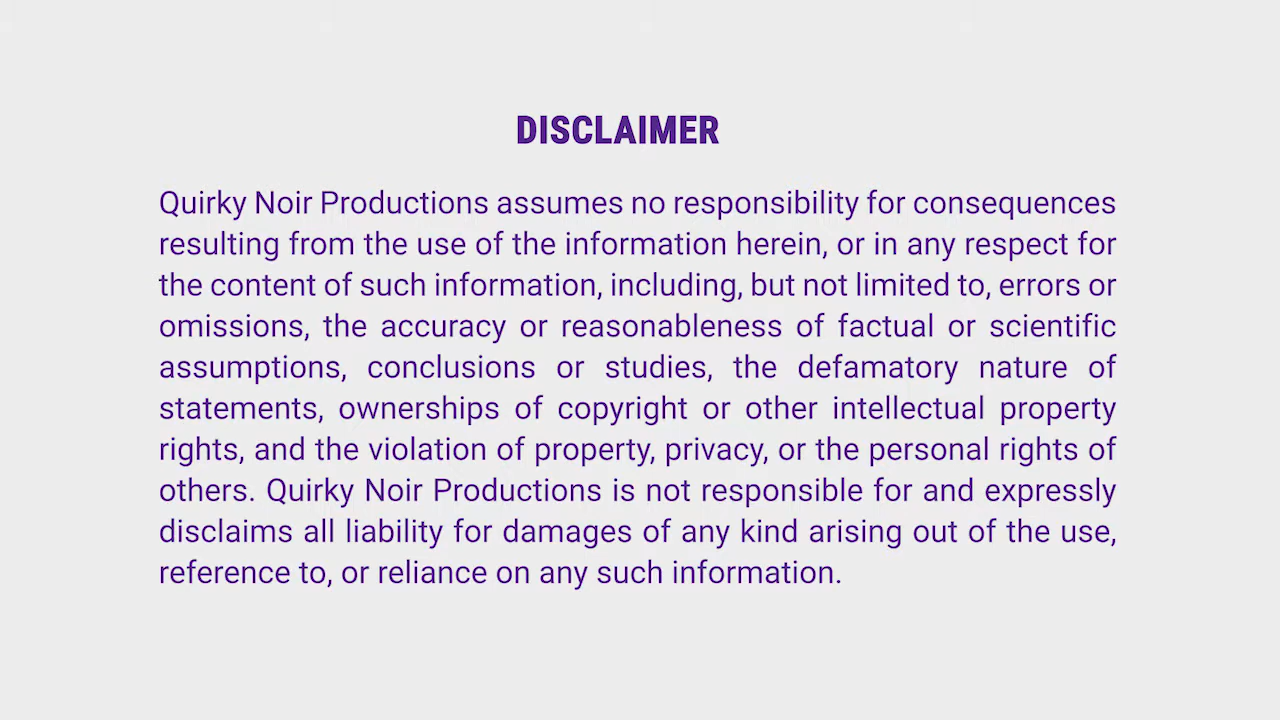 DISCLAIMER
Quirky Noir Productions assumes no responsibility for consequences
resulting from the use of the information herein, or in any respect for
the content of such information, including, but not limited to, errors or
omissions, the accuracy or reasonableness of factual or scientific
assumptions, conclusions or studies, the defamatory nature of
statements, ownerships of copyright or other intellectual property
rights, and the violation of property, privacy, or the personal rights of
others. Quirky Noir Productions is not responsible for and expressly
disclaims all liability for damages of any kind arising out of the use,
reference to, or reliance on any such information.